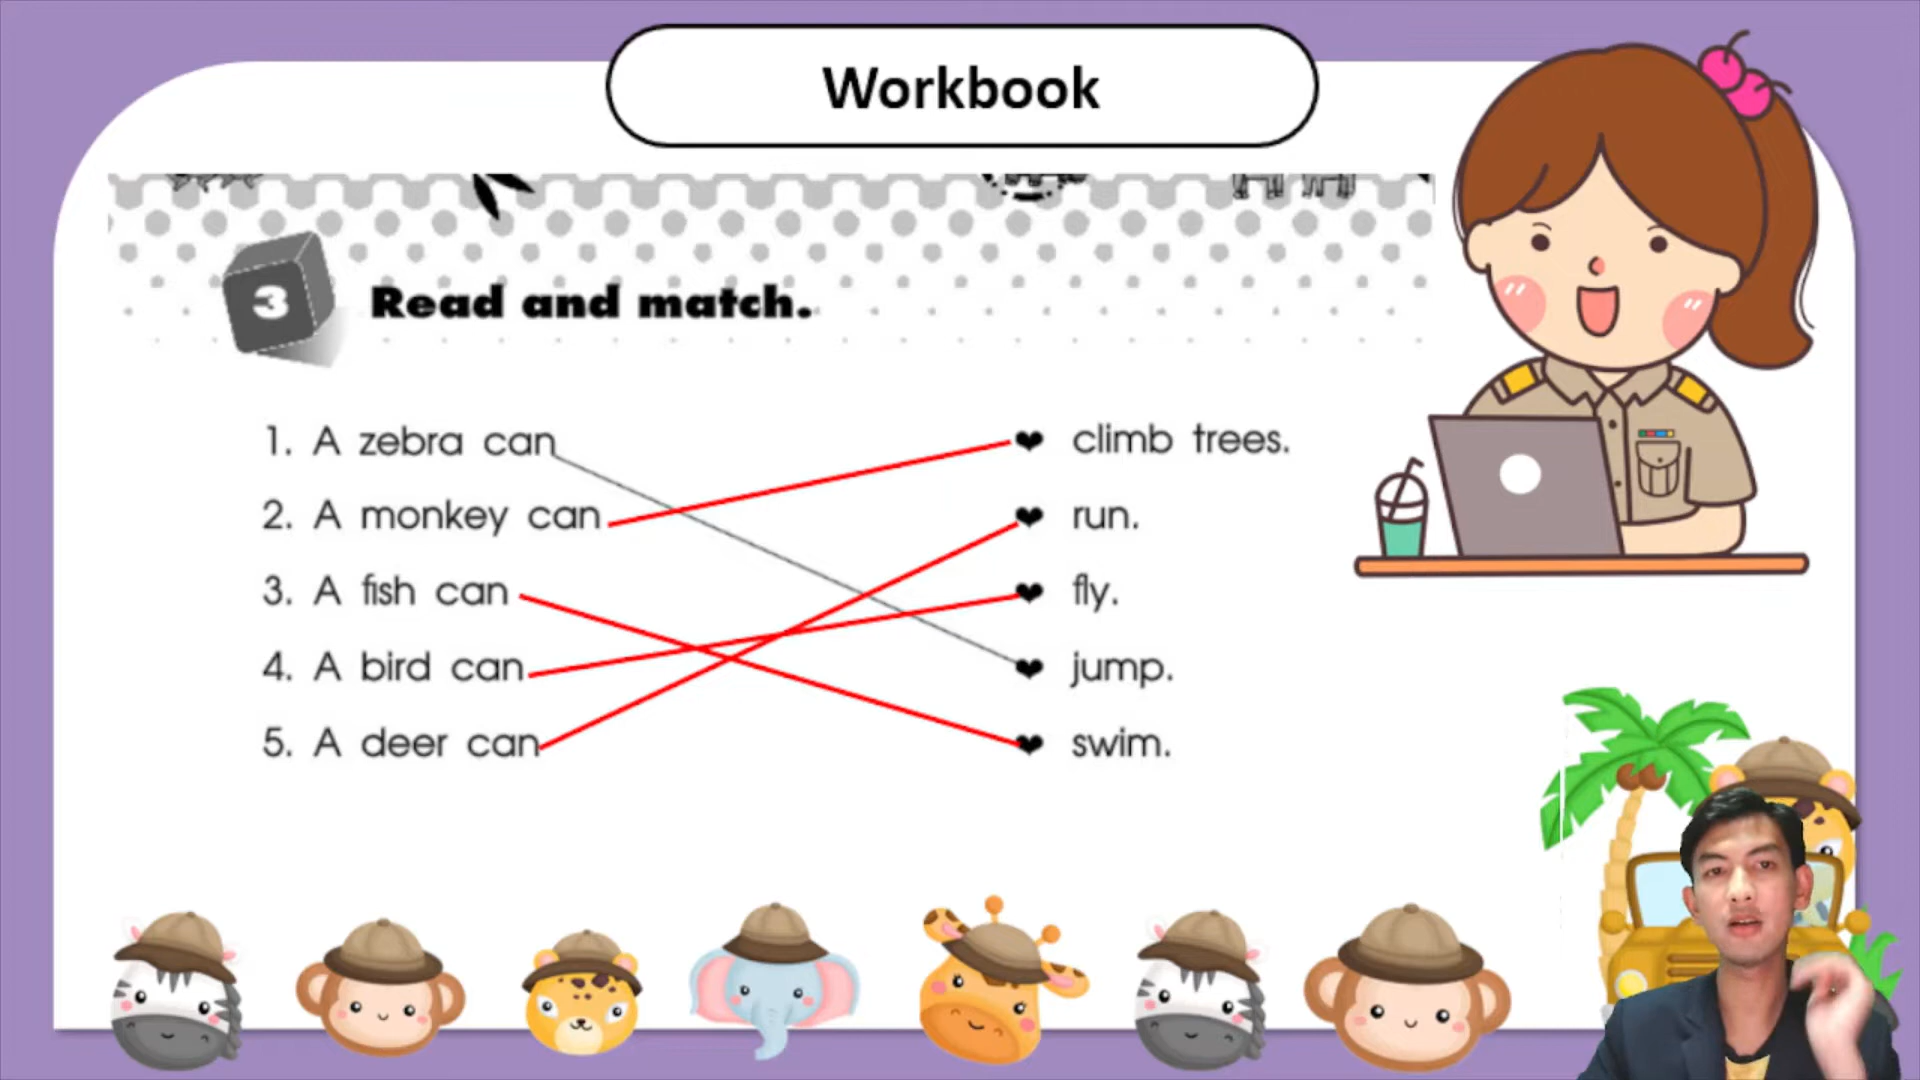 Workbook
3
Read and match.
1. A zebra can
climb trees.
2. A monkey can
run.
3. A fish can
fly.
4. A bird can
jump.
5. A deer can
swim.